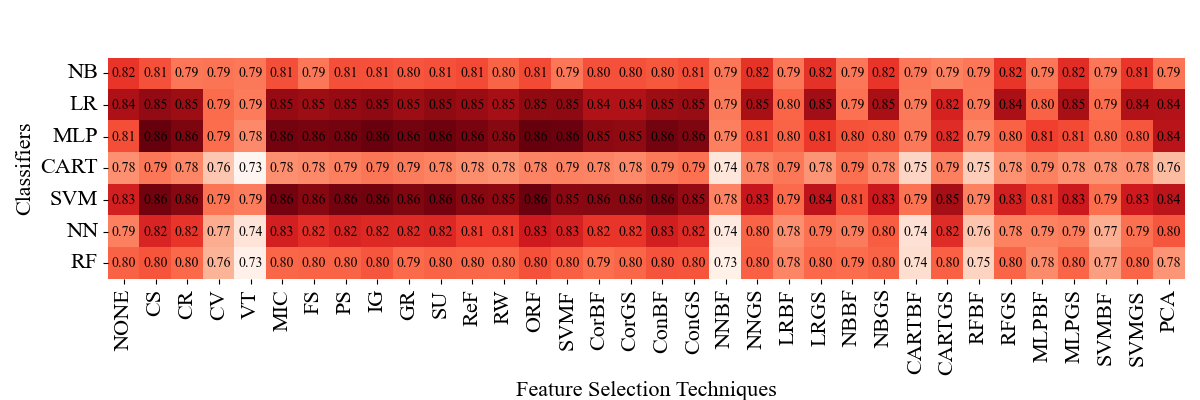 NB 0.82 0.81 0.79 0.79 0.79 0.81 0.79 0.81 0.81 0.80 0.81 0.81 0.80 0.81 0.79 0.80 0.80 0.80 0.81 0.79 0.82 0.79 0.82 0.79 0.82 0.79 0.79 0.79 0.82 0.79 0.82 0.79 0.81 0.79
LR 0.84 0.85 0.85 0.79 0.79 0.85 0.85 0.85 0.85 0.85 0.85 0.85 0.85 0.85 0.85 0.84 0.84 0.85 0.85 0.79 0.85 0.80 0.85 0.79 0.85 0.79 0.82 0.79 0.84 0.80 0.85 0.79 0.84 0.84
MLP 0.81 0.86 0.86 0.79 0.78 0.86 0.86 0.86 0.86 0.86 0.86 0.86 0.86 0.86 0.86 0.85 0.85 0.86 0.86 0.79 0.81 0.80 0.81 0.80 0.80 0.79 0.82 0.79 0.80 0.81 0.81 0.80 0.80 0.84
CART 0.78 0.79 0.78 0.76 0.73 0.78 0.78 0.79 0.79 0.79 0.79 0.78 0.78 0.78 0.78 0.79 0.79 0.79 0.79 0.74 0.78 0.79 0.78 0.78 0.79 0.75 0.79 0.75 0.78 0.79 0.78 0.78 0.78 0.76
SVM 0.83 0.86 0.86 0.79 0.79 0.86 0.86 0.86 0.86 0.86 0.86 0.86 0.85 0.86 0.85 0.86 0.86 0.86 0.85 0.78 0.83 0.79 0.84 0.81 0.83 0.79 0.85 0.79 0.83 0.81 0.83 0.79 0.83 0.84
NN 0.79 0.82 0.82 0.77 0.74 0.83 0.82 0.83 0.82 0.82 0.82 0.81 0.81 0.83 0.83 0.82 0.82 0.83 0.82 0.74 0.80 0.78 0.80 0.79 0.80 0.74 0.82 0.76 0.78 0.79 0.79 0.77 0.79 0.80
RF 0.80 0.80 0.80 0.76 0.73 0.80 0.80 0.80 0.80 0.79 0.80 0.80 0.80 0.80 0.80 0.79 0.80 0.80 0.80 0.73 0.80 0.78 0.80 0.79 0.80 0.74 0.80 0.75 0.80 0.78 0.80 0.77 0.80 0.78
Classifiers
NONE CS CR CV VT MIC FS PS IG GR SU ReF RW ORF SVMF CorBF CorGS ConBF ConGS NNBF NNGS LRBF LRGS NBBF NBGS CARTBF CARTGS RFBF RFGS MLPBF MLPGS SVMBF SVMGS PCA
Feature Selection Techniques